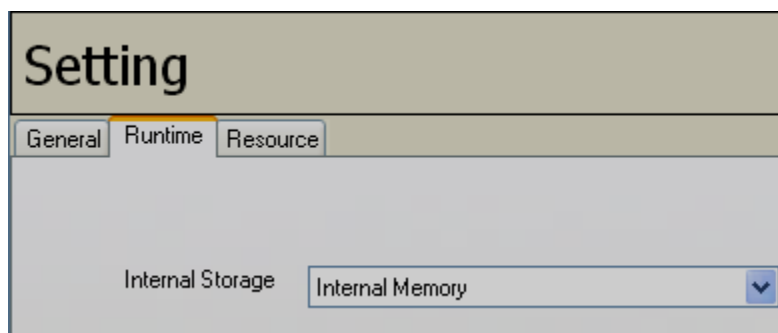 Setting
General Runtime Resource
Internal Storage Internal Memory